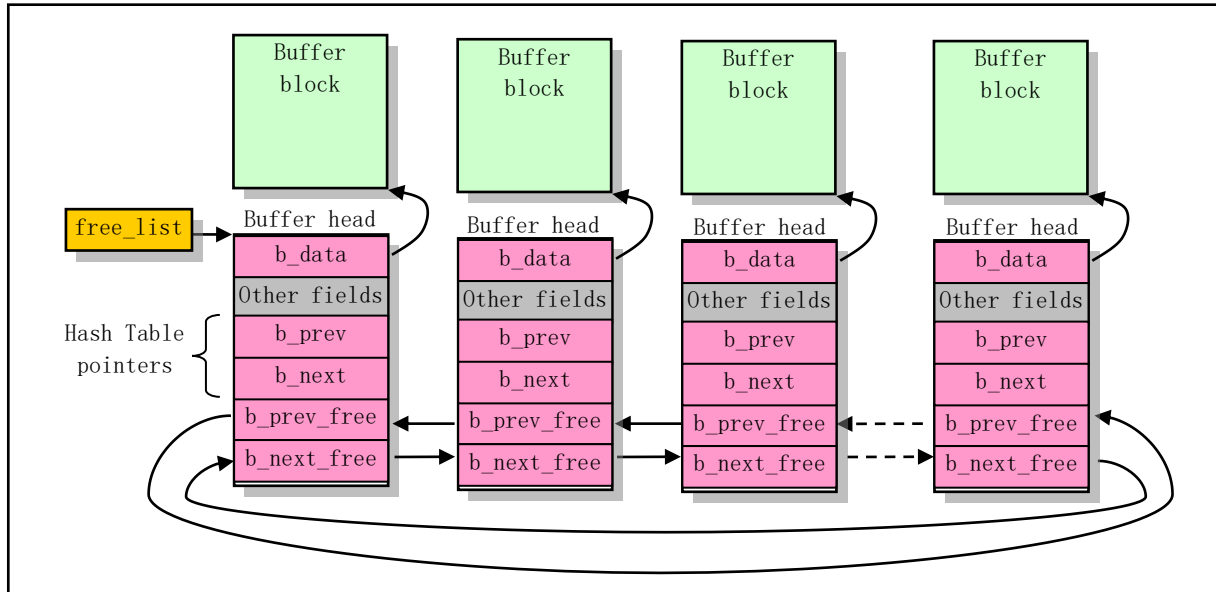 Buffer
block
Buffer
block
Buffer
block
Buffer
block
free_list
Buffer head
Buffer head
Buffer head
Buffer head
b_data
b_data
b_data
b_data
Other fields
Other fields
Other fields
Other fields
Hash Table
pointers
b_prev
b_prev
b_prev
b_prev
b_next
b_next
b_next
b_next
b_prev_free
b_prev_free
b_prev_free
b_prev_free
b_next_free
b_next_free
b_next_free
b_next_free